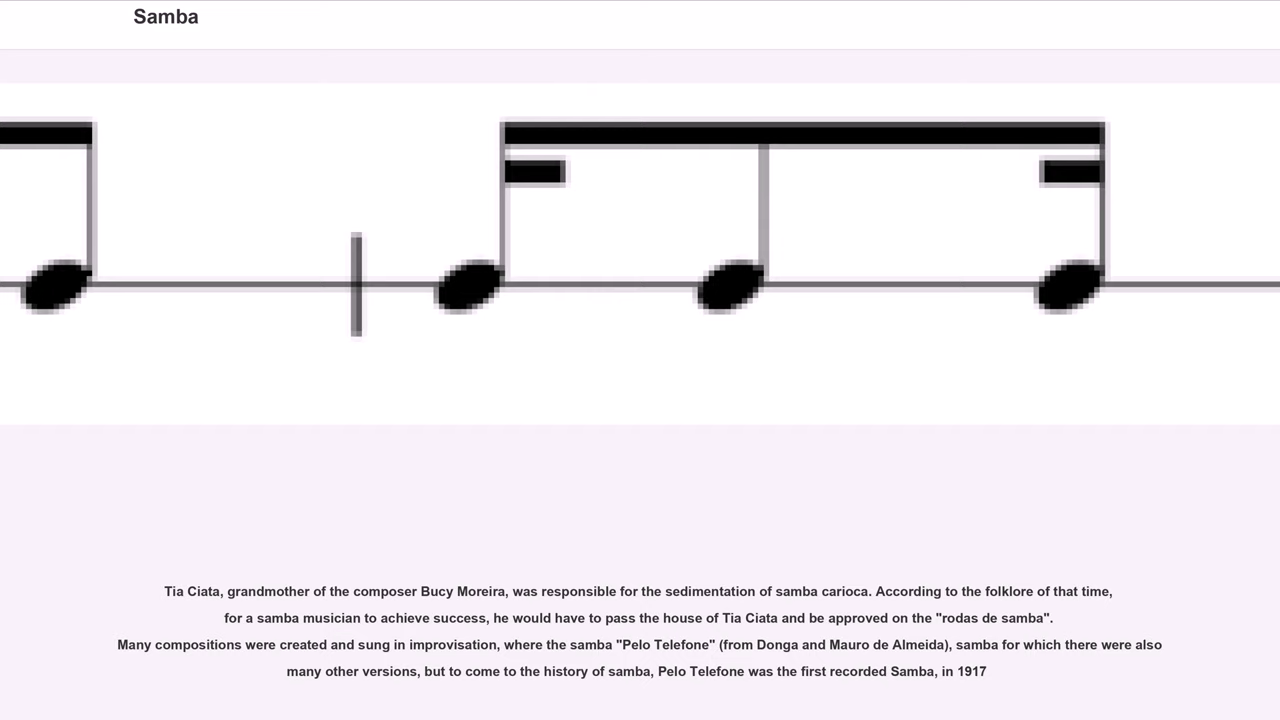 Samba
Tia Ciata, grandmother of the composer Bucy Moreira, was responsible for the sedimentation of samba carioca. According to the folklore of that time,
for a samba musician to achieve success, he would have to pass the house of Tia Ciata and be approved on the "rodas de samba".
Many compositions were created and sung in improvisation, where the samba "Pelo Telefone" (from Donga and Mauro de Almeida), samba for which there were also
many other versions, but to come to the history of samba, Pelo Telefone was the first recorded Samba, in 1917